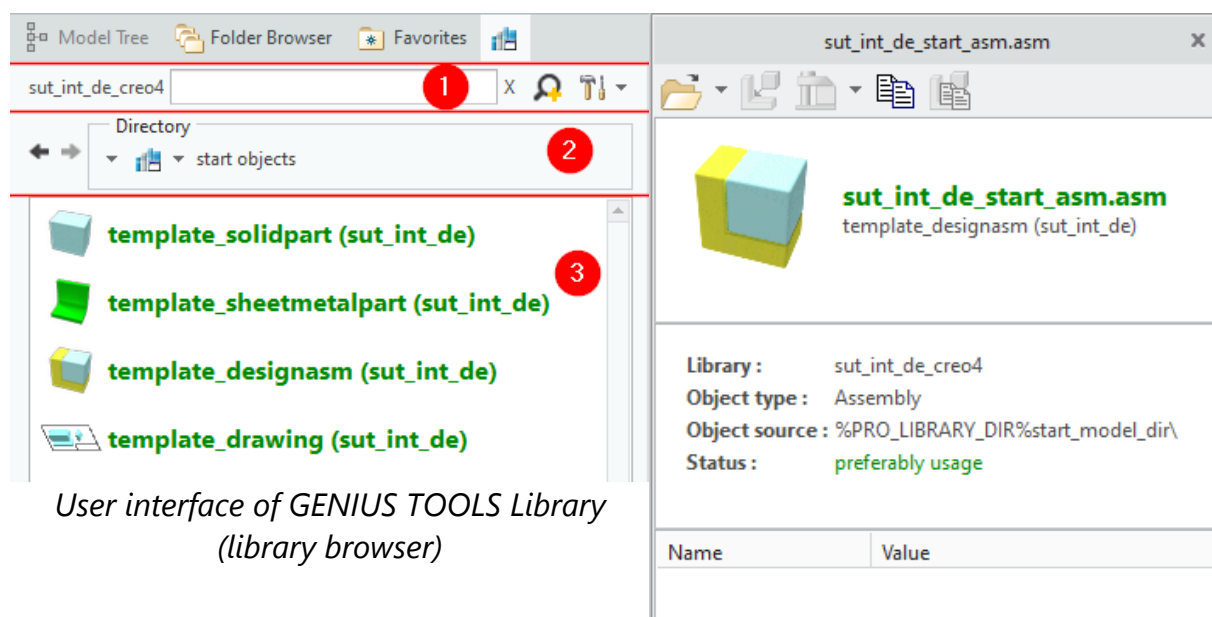 Model Tree Folder Browser Favorites
sut_int_de_creo4 1 X
Directory
start objects 2
template_solidpart (sut_int_de)
3
template_sheetmetalpart (sut_int_de)
template_designasm (sut_int_de)
template_drawing (sut_int_de)
User interface of GENIUS TOOLS Library
(library browser)
sut_int_de_start_asm.asm x
sut_int_de_start_asm.asm
template_designasm (sut_int_de)
Library : sut_int_de_creo4
Object type : Assembly
Object source : %PRO_LIBRARY_DIR%start_model_dir\
Status : preferably usage
Name Value